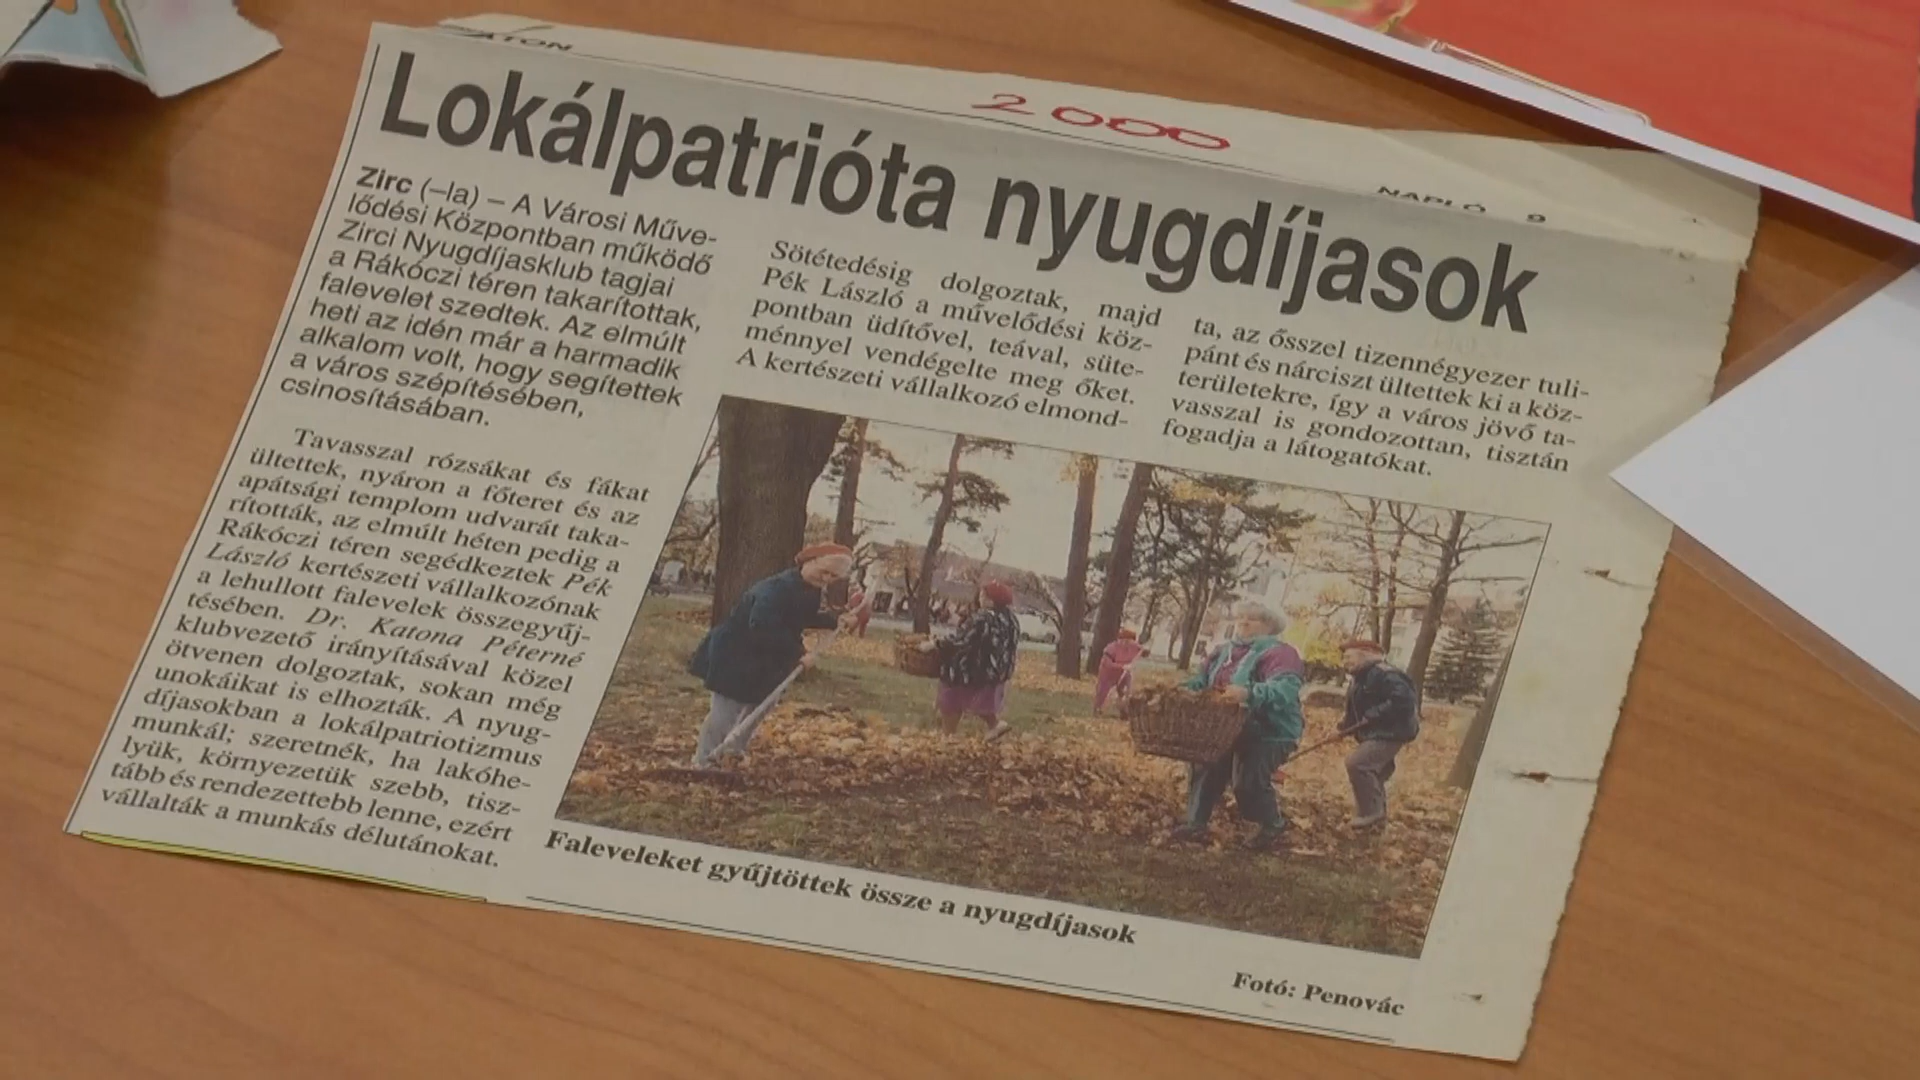 2000
NAPLÓ 9
Lokálpatrióta nyugdíjasok
Zirc (–la) – A Városi Műve-
lődési Központban működő
Zirci Nyugdíjasklub tagjai
a Rákóczi téren takarítottak,
falevelet szedtek. Az elmúlt
heti az idén már a harmadik
alkalom volt, hogy segítettek
a város szépítésében,
csinosításában.
Tavasszal rózsákat és fákat
ültettek, nyáron a főteret és az
apátsági templom udvarát taka-
rították, az elmúlt héten pedig a
Rákóczi téren segédkeztek Pék
László kertészeti vállalkozónak
a lehullott falevelek összegyűj-
tésében. Dr. Katona Péterné
klubvezető irányításával közel
ötvenen dolgoztak, sokan még
unokáikat is elhozták. A nyug-
díjasokban a lokálpatriotizmus
munkál; szeretnék, ha lakóhe-
lyük, környezetük szebb, tisz-
tább és rendezettebb lenne, ezért
vállalták a munkás délutánokat.
Sötétedésig dolgoztak, majd
Pék László a művelődési köz-
pontban üdítővel, teával, süte-
ménnyel vendégelte meg őket.
A kertészeti vállalkozó elmond-
ta, az ősszel tizennégyezer tuli-
pánt és nárciszt ültettek ki a köz-
területekre, így a város jövő ta-
vasszal is gondozottan, tisztán
fogadja a látogatókat.
Faleveleket gyűjtöttek össze a nyugdíjasok
Fotó: Penovác